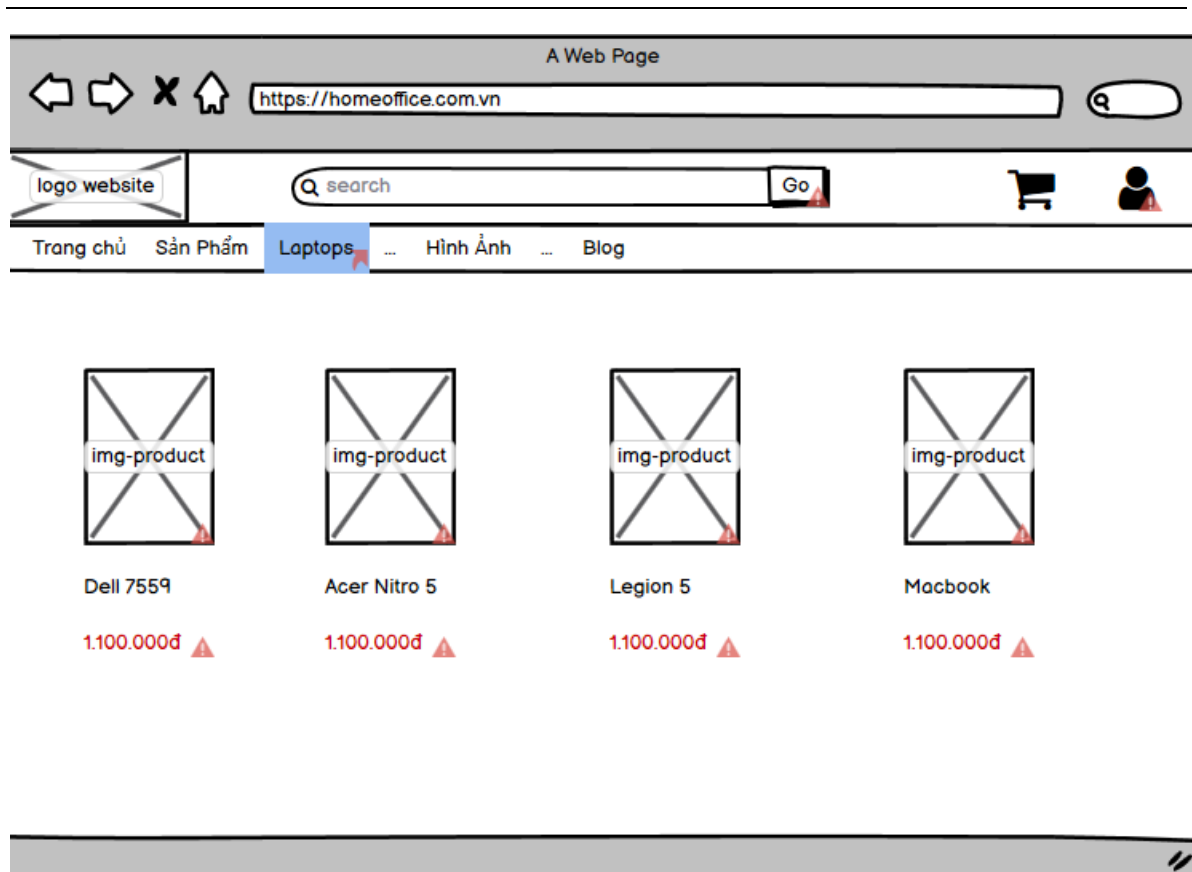 A Web Page
https://homeoffice.com.vn
logo website
search
Go
Trang chủ Sản Phẩm Laptops ... Hình Ảnh ... Blog
img-product img-product img-product img-product
Dell 7559 Acer Nitro 5 Legion 5 Macbook
1.100.000đ 1.100.000đ 1.100.000đ 1.100.000đ